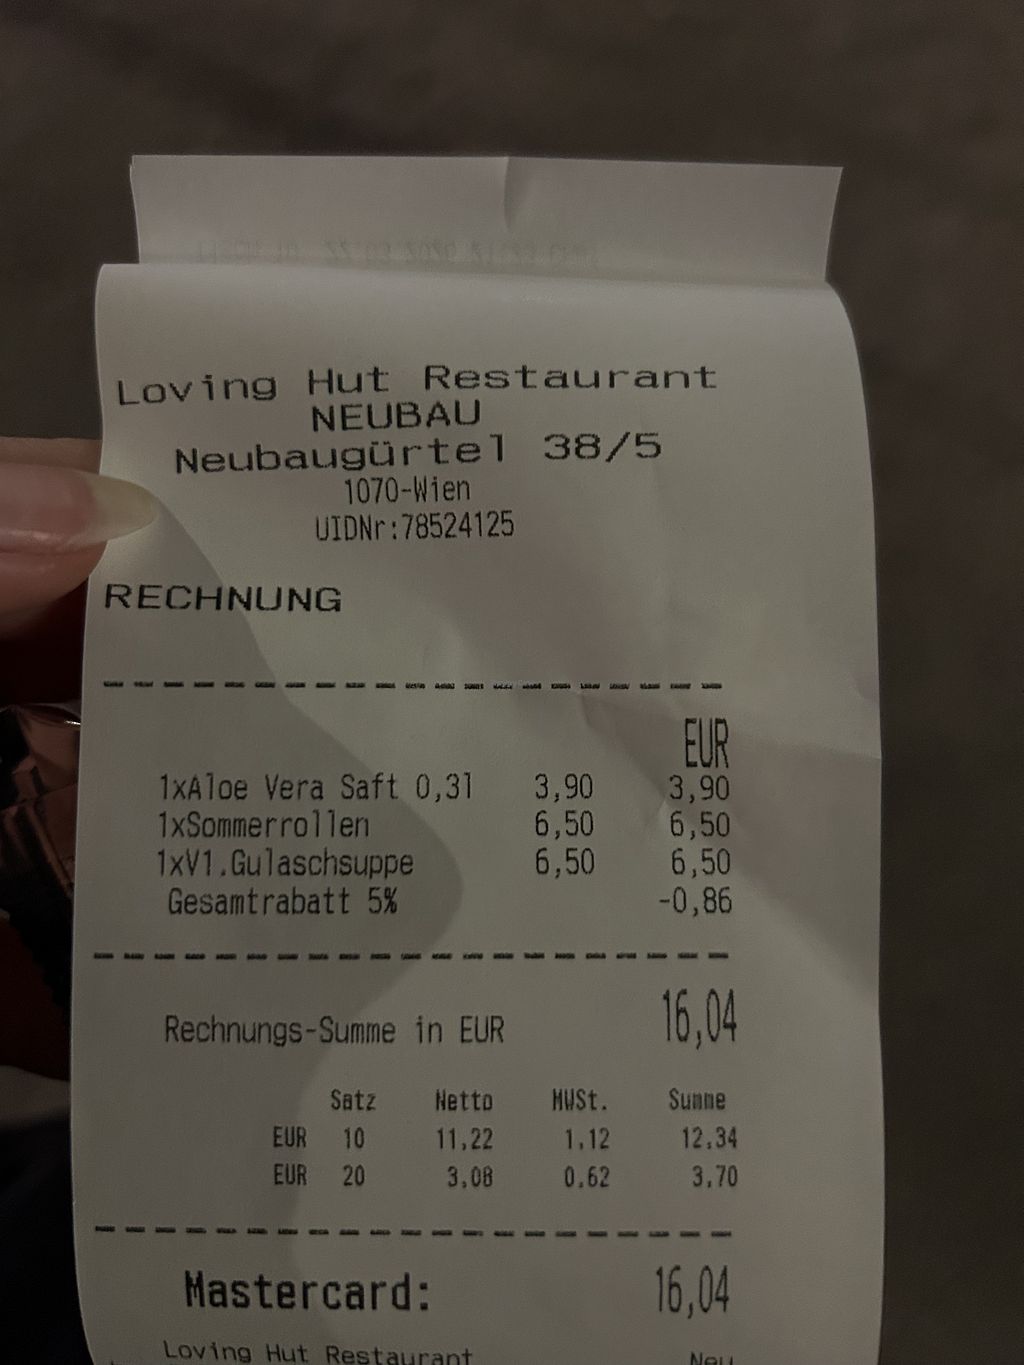 Loving Hut Restaurant
NEUBAU
Neubaugürtel 38/5
1070-Wien
UIDNr:78524125
RECHNUNG
EUR
1xAloe Vera Saft 0,3l 3,90 3,90
1xSommerrollen 6,50 6,50
1xV1.Gulaschsuppe 6,50 6,50
Gesamtrabatt 5% -0,86
Rechnungs-Summe in EUR 16,04
Satz Netto MWSt. Summe
EUR 10 11,22 1,12 12,34
EUR 20 3,08 0,62 3,70
Mastercard: 16,04
Loving Hut Restaurant Neu